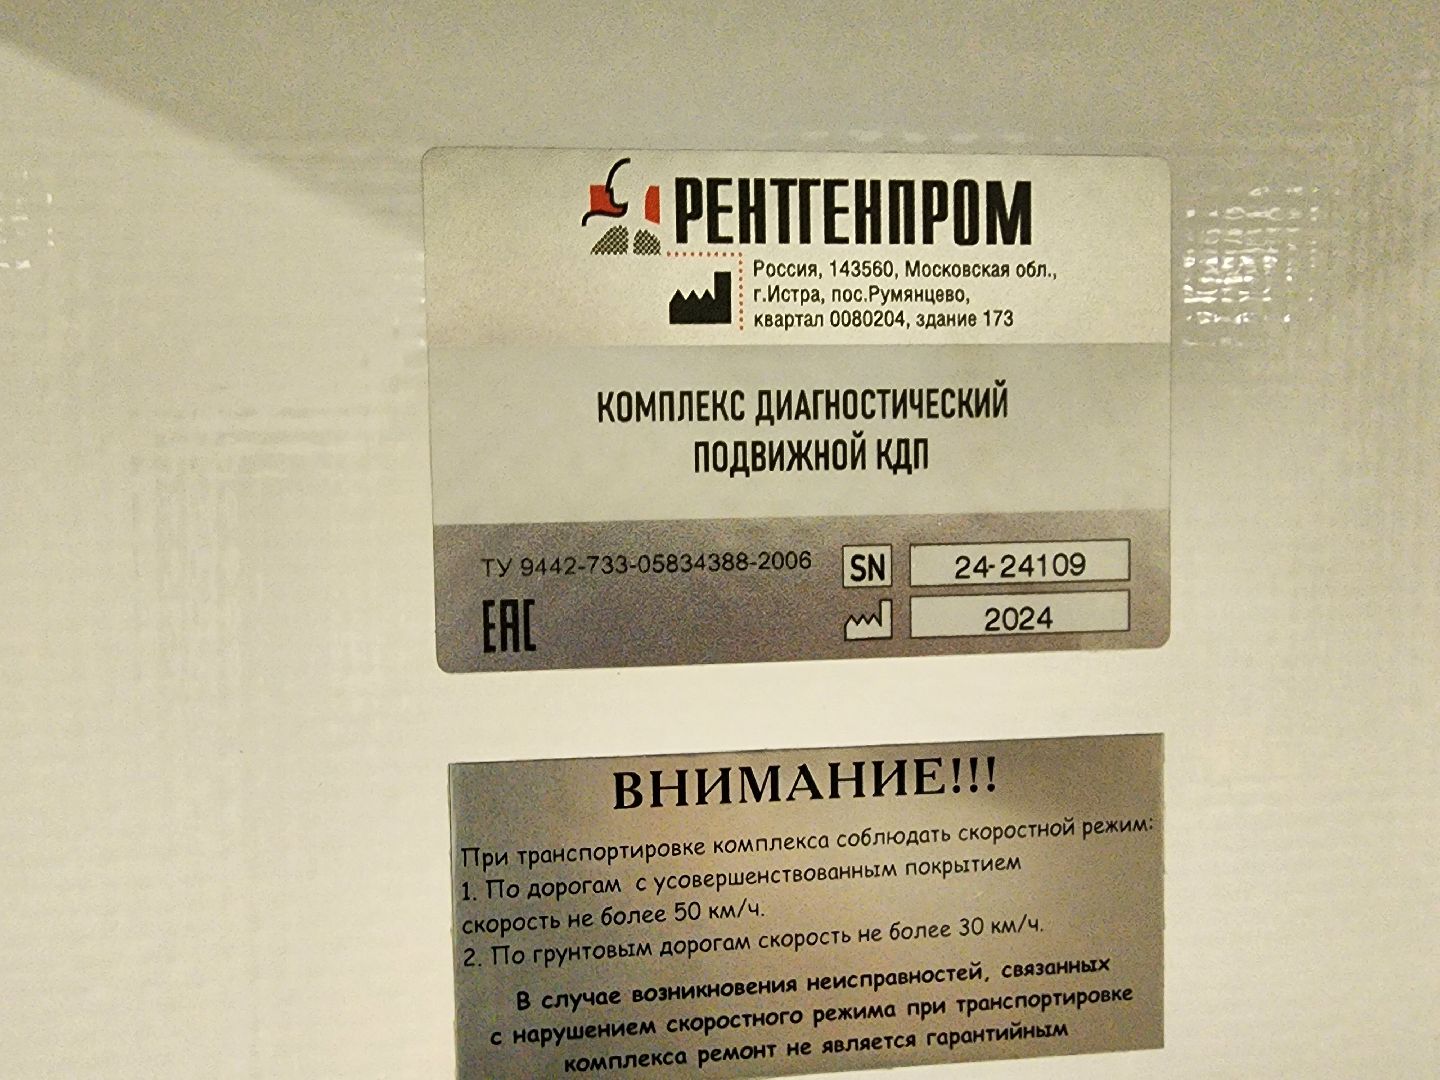 РЕНТГЕНПРОМ
Россия, 143560, Московская обл.,
г.Истра, пос.Румянцево,
квартал 0080204, здание 173
КОМПЛЕКС ДИАГНОСТИЧЕСКИЙ
ПОДВИЖНОЙ КДП
ТУ 9442-733-05834388-2006
SN 24-24109
EAC
2024
ВНИМАНИЕ!!!
При транспортировке комплекса соблюдать скоростной режим:
1. По дорогам с усовершенствованным покрытием
скорость не более 50 км/ч.
2. По грунтовым дорогам скорость не более 30 км/ч.
В случае возникновения неисправностей, связанных
с нарушением скоростного режима при транспортировке
комплекса ремонт не является гарантийным